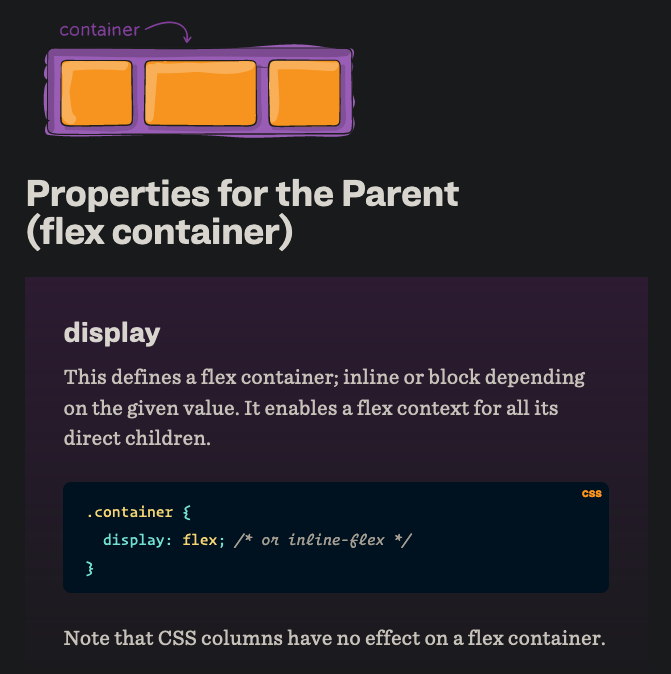 container
Properties for the Parent
(flex container)
display
This defines a flex container; inline or block depending
on the given value. It enables a flex context for all its
direct children.
CSS
.container {
  display: flex; /* or inline-flex */
}
Note that CSS columns have no effect on a flex container.